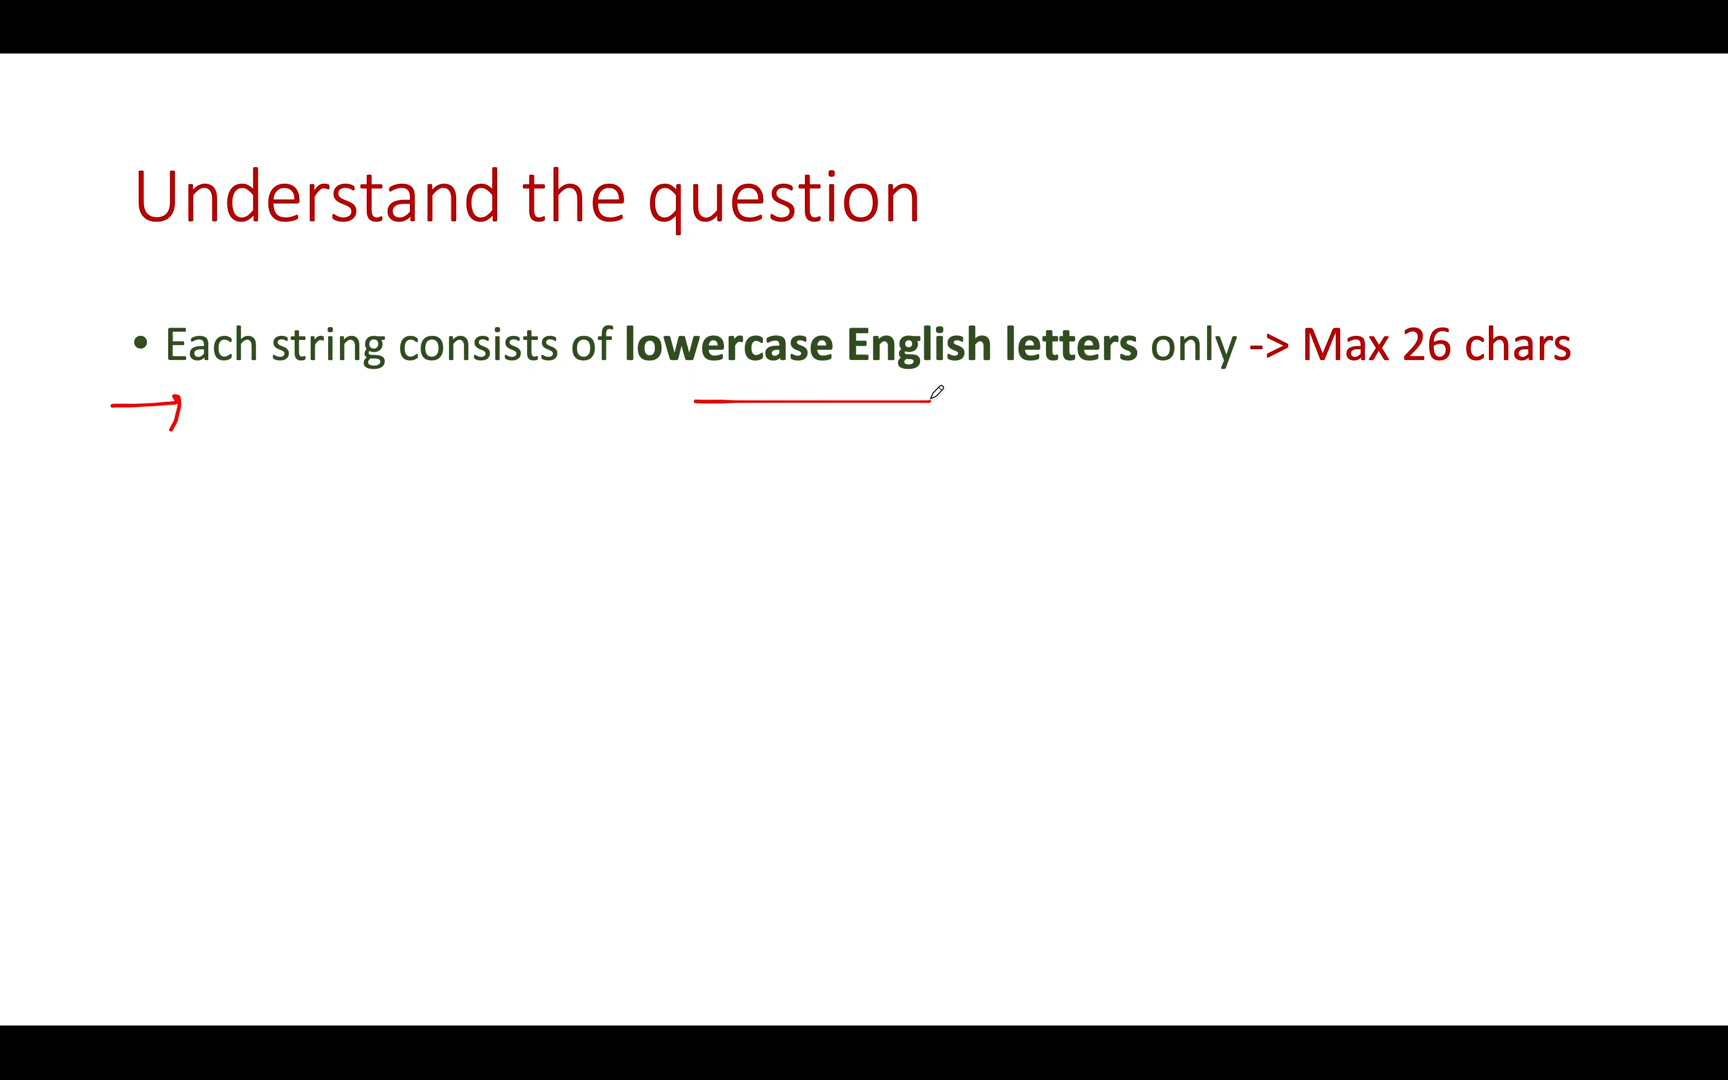 Understand the question
• Each string consists of lowercase English letters only -> Max 26 chars